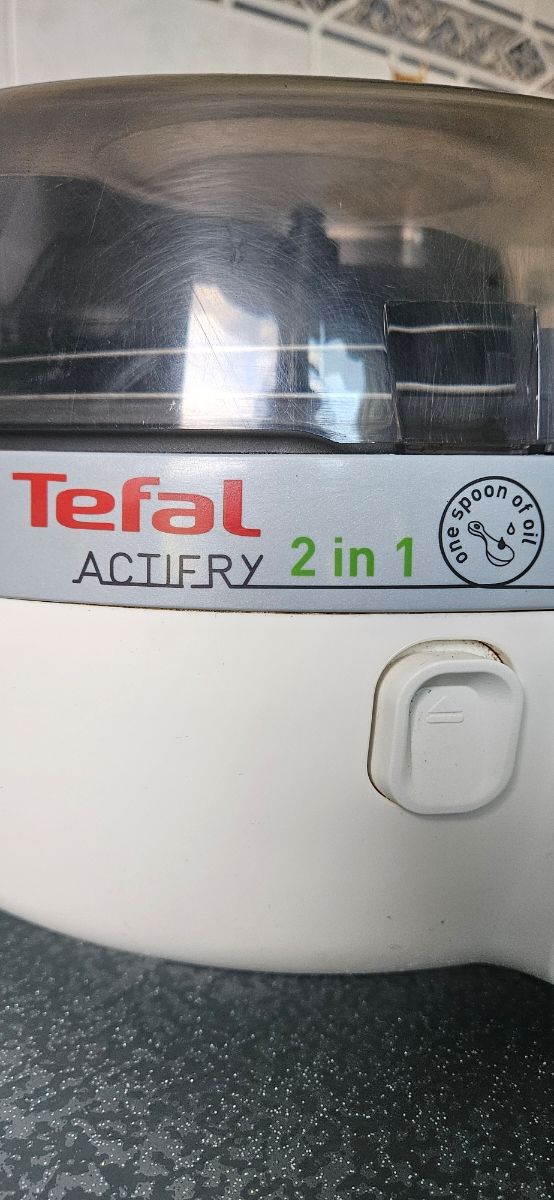 Tefal
ACTIFRY 2 in 1
one spoon of oil